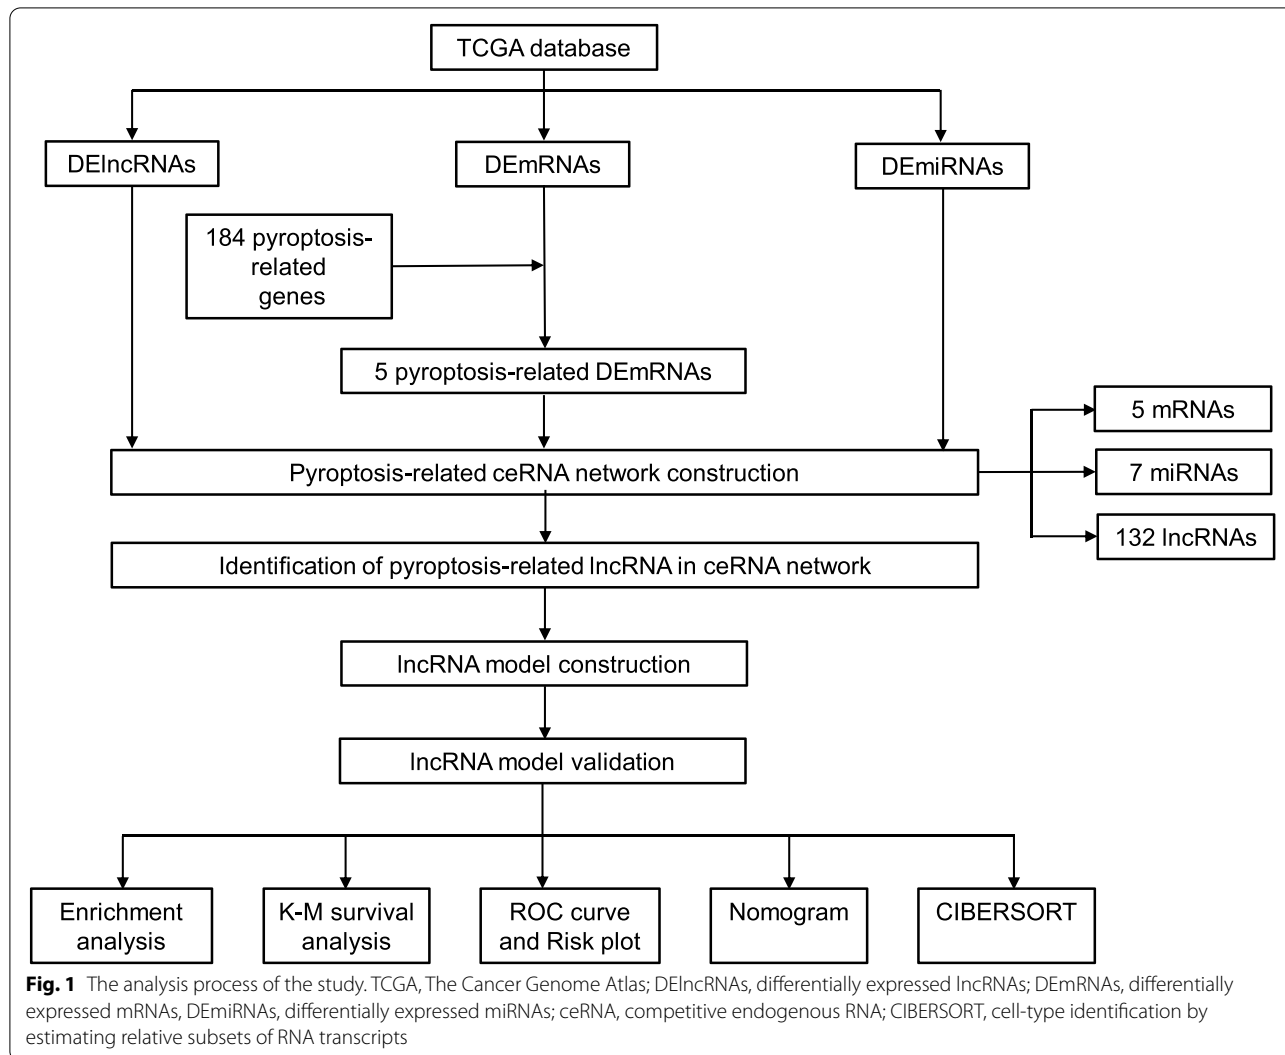 TCGA database
DElncRNAs
DEmRNAs
DEmiRNAs
184 pyroptosis-
related
genes
5 pyroptosis-related DEmRNAs
5 mRNAs
Pyroptosis-related ceRNA network construction
7 miRNAs
132 lncRNAs
Identification of pyroptosis-related lncRNA in ceRNA network
lncRNA model construction
lncRNA model validation
Enrichment
analysis
K-M survival
analysis
ROC curve
and Risk plot
Nomogram
CIBERSORT
Fig. 1 The analysis process of the study. TCGA, The Cancer Genome Atlas; DElncRNAs, differentially expressed lncRNAs; DEmRNAs, differentially
expressed mRNAs, DEmiRNAs, differentially expressed miRNAs; ceRNA, competitive endogenous RNA; CIBERSORT, cell-type identification by
estimating relative subsets of RNA transcripts